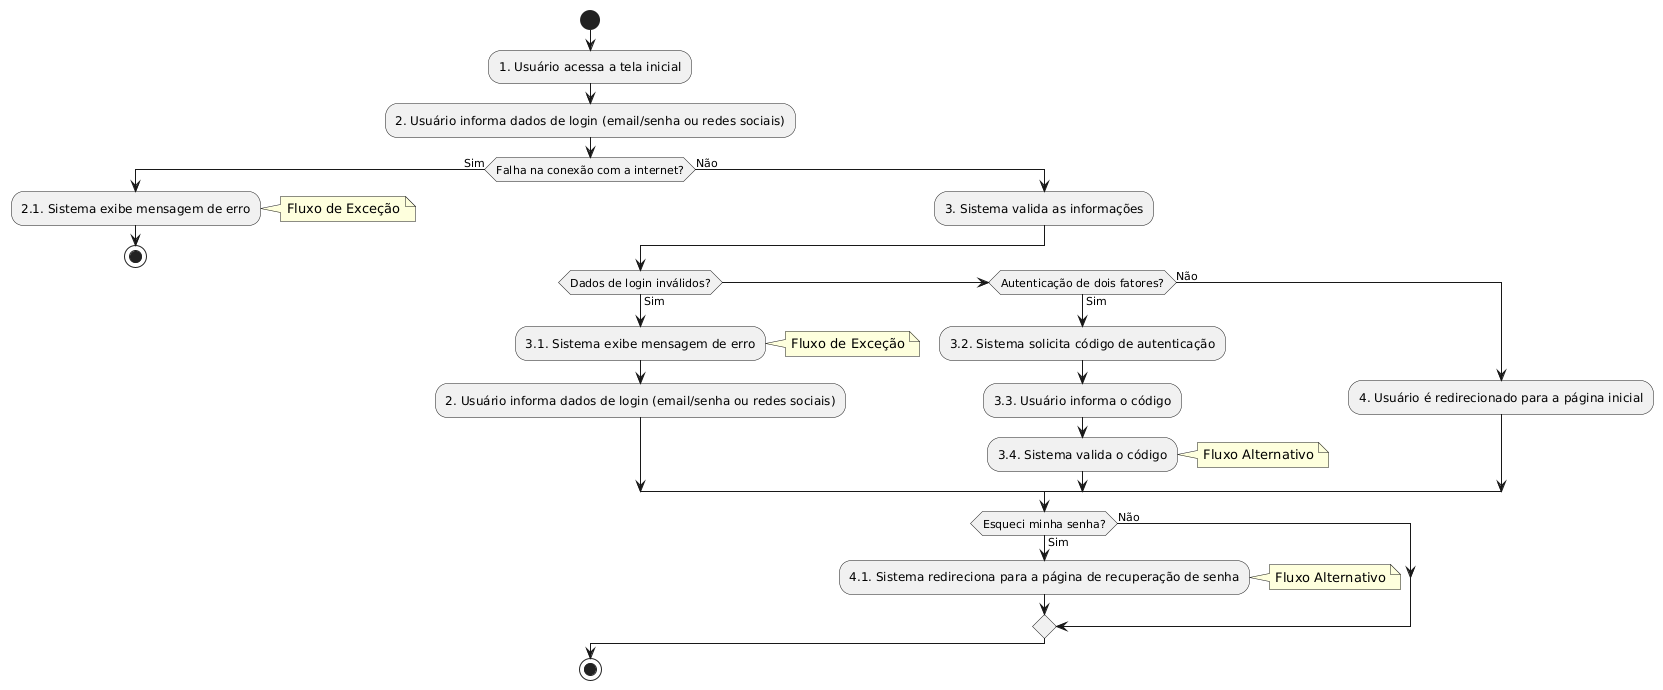 1. Usuário acessa a tela inicial
2. Usuário informa dados de login (email/senha ou redes sociais)
Sim
Falha na conexão com a internet?
Não
2.1. Sistema exibe mensagem de erro
Fluxo de Exceção
3. Sistema valida as informações
Dados de login inválidos?
Sim
Autenticação de dois fatores?
Sim
Não
3.1. Sistema exibe mensagem de erro
Fluxo de Exceção
2. Usuário informa dados de login (email/senha ou redes sociais)
3.2. Sistema solicita código de autenticação
3.3. Usuário informa o código
3.4. Sistema valida o código
Fluxo Alternativo
4. Usuário é redirecionado para a página inicial
Esqueci minha senha?
Não
Sim
4.1. Sistema redireciona para a página de recuperação de senha
Fluxo Alternativo